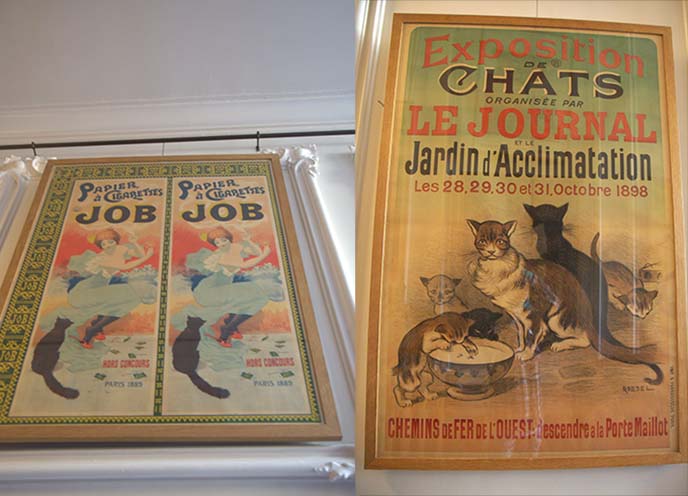 PAPIER
à CIGARETTES
JOB
HORS CONCOURS
PARIS 1889
PAPIER
à CIGARETTES
JOB
HORS CONCOURS
PARIS 1889
Exposition
DE
CHATS
ORGANISÉE PAR
LE JOURNAL
ET LE
Jardin d'Acclimatation
Les 28, 29, 30 et 31, Octobre 1898
ROEDEL
CHEMINS DE FER DE L'OUEST: descendre à la Porte Maillot